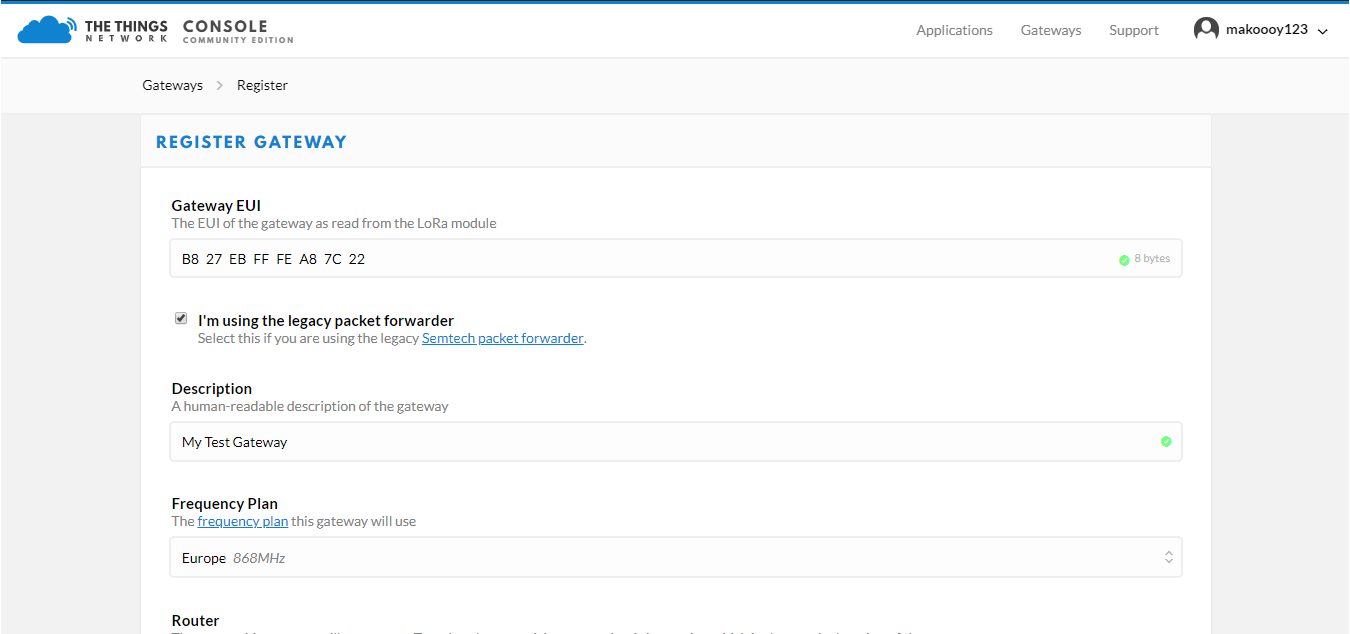 THE THINGS
NETWORK
CONSOLE
COMMUNITY EDITION
Applications Gateways Support makoooy123
Gateways Register
REGISTER GATEWAY
Gateway EUI
The EUI of the gateway as read from the LoRa module
B8 27 EB FF FE A8 7C 22 8 bytes
I'm using the legacy packet forwarder
Select this if you are using the legacy Semtech packet forwarder.
Description
A human-readable description of the gateway
My Test Gateway
Frequency Plan
The frequency plan this gateway will use
Europe 868MHz
Router